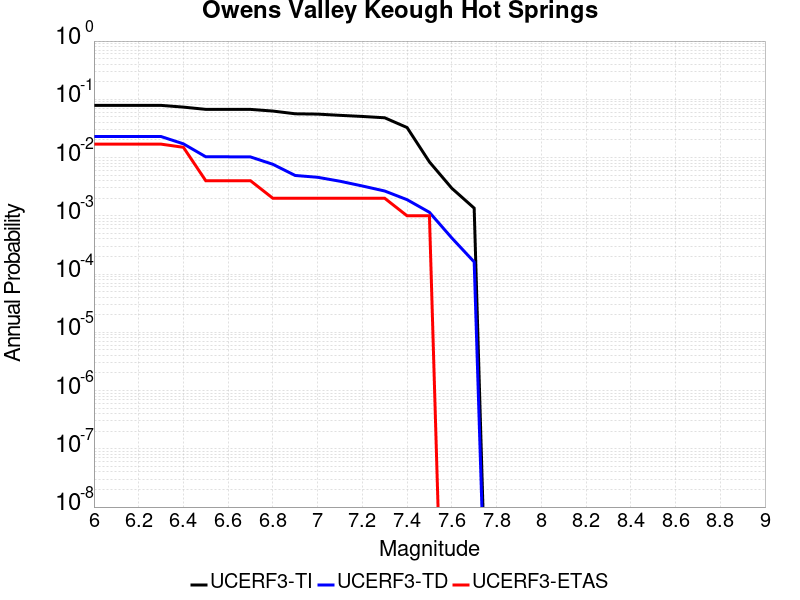 Owens Valley Keough Hot Springs
10^0
10^-1
10^-2
10^-3
10^-4
10^-5
10^-6
10^-7
10^-8
Annual Probability
6 6.2 6.4 6.6 6.8 7 7.2 7.4 7.6 7.8 8 8.2 8.4 8.6 8.8 9
Magnitude
UCERF3-TI UCERF3-TD UCERF3-ETAS